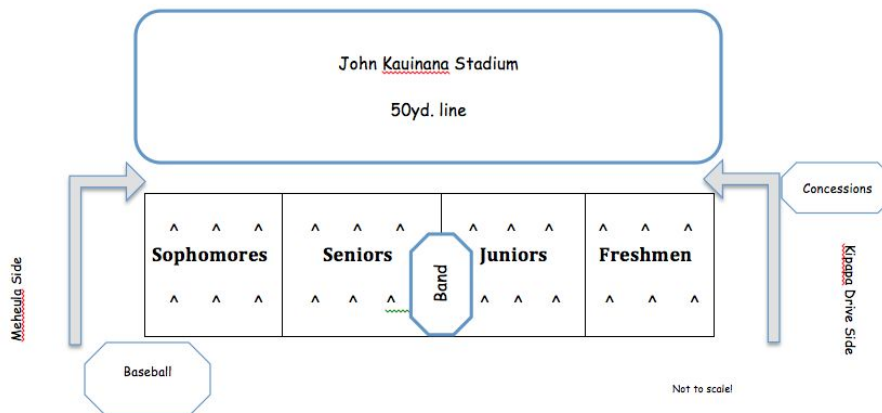 John Kauinana Stadium
50yd. line
Concessions
^ ^ ^ ^ ^ ^ ^ ^ ^ ^ ^ ^
Sophomores Seniors Juniors Freshmen
Band
^ ^ ^ ^ ^ ^ ^ ^ ^ ^ ^ ^
Meheula Side
Kipapa Drive Side
Baseball
Not to scale!